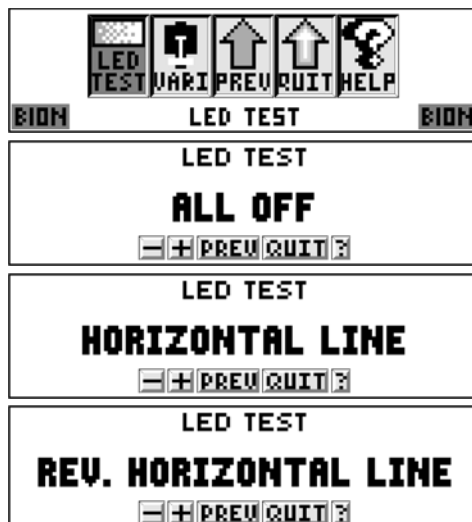 LED TEST VARI PREV QUIT HELP
BION LED TEST BION
LED TEST
ALL OFF
- + PREV QUIT ?
LED TEST
HORIZONTAL LINE
- + PREV QUIT ?
LED TEST
REV. HORIZONTAL LINE
- + PREV QUIT ?